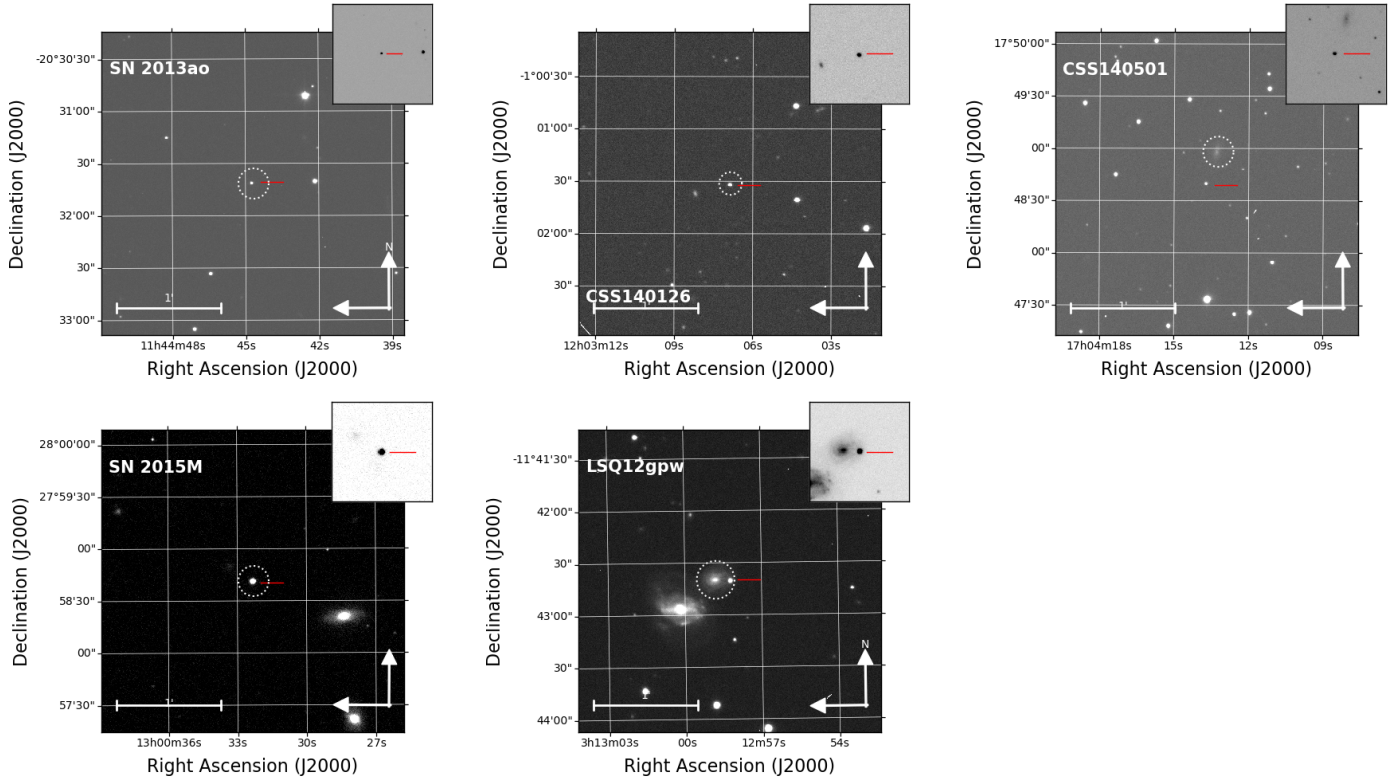 SN 2013ao
-20°30'30"
31'00"
30"
32'00"
30"
33'00"
Declination (J2000)
1'
N
11h44m48s 45s 42s 39s
Right Ascension (J2000)
CSS140126
-1°00'30"
01'00"
30"
02'00"
30"
Declination (J2000)
12h03m12s 09s 06s 03s
Right Ascension (J2000)
CSS140501
17°50'00"
49'30"
00"
48'30"
00"
47'30"
Declination (J2000)
1'
17h04m18s 15s 12s 09s
Right Ascension (J2000)
SN 2015M
28°00'00"
27°59'30"
00"
58'30"
00"
57'30"
Declination (J2000)
1'
13h00m36s 33s 30s 27s
Right Ascension (J2000)
LSQ12gpw
-11°41'30"
42'00"
30"
43'00"
30"
44'00"
Declination (J2000)
N
3h13m03s 00s 12m57s 54s
Right Ascension (J2000)